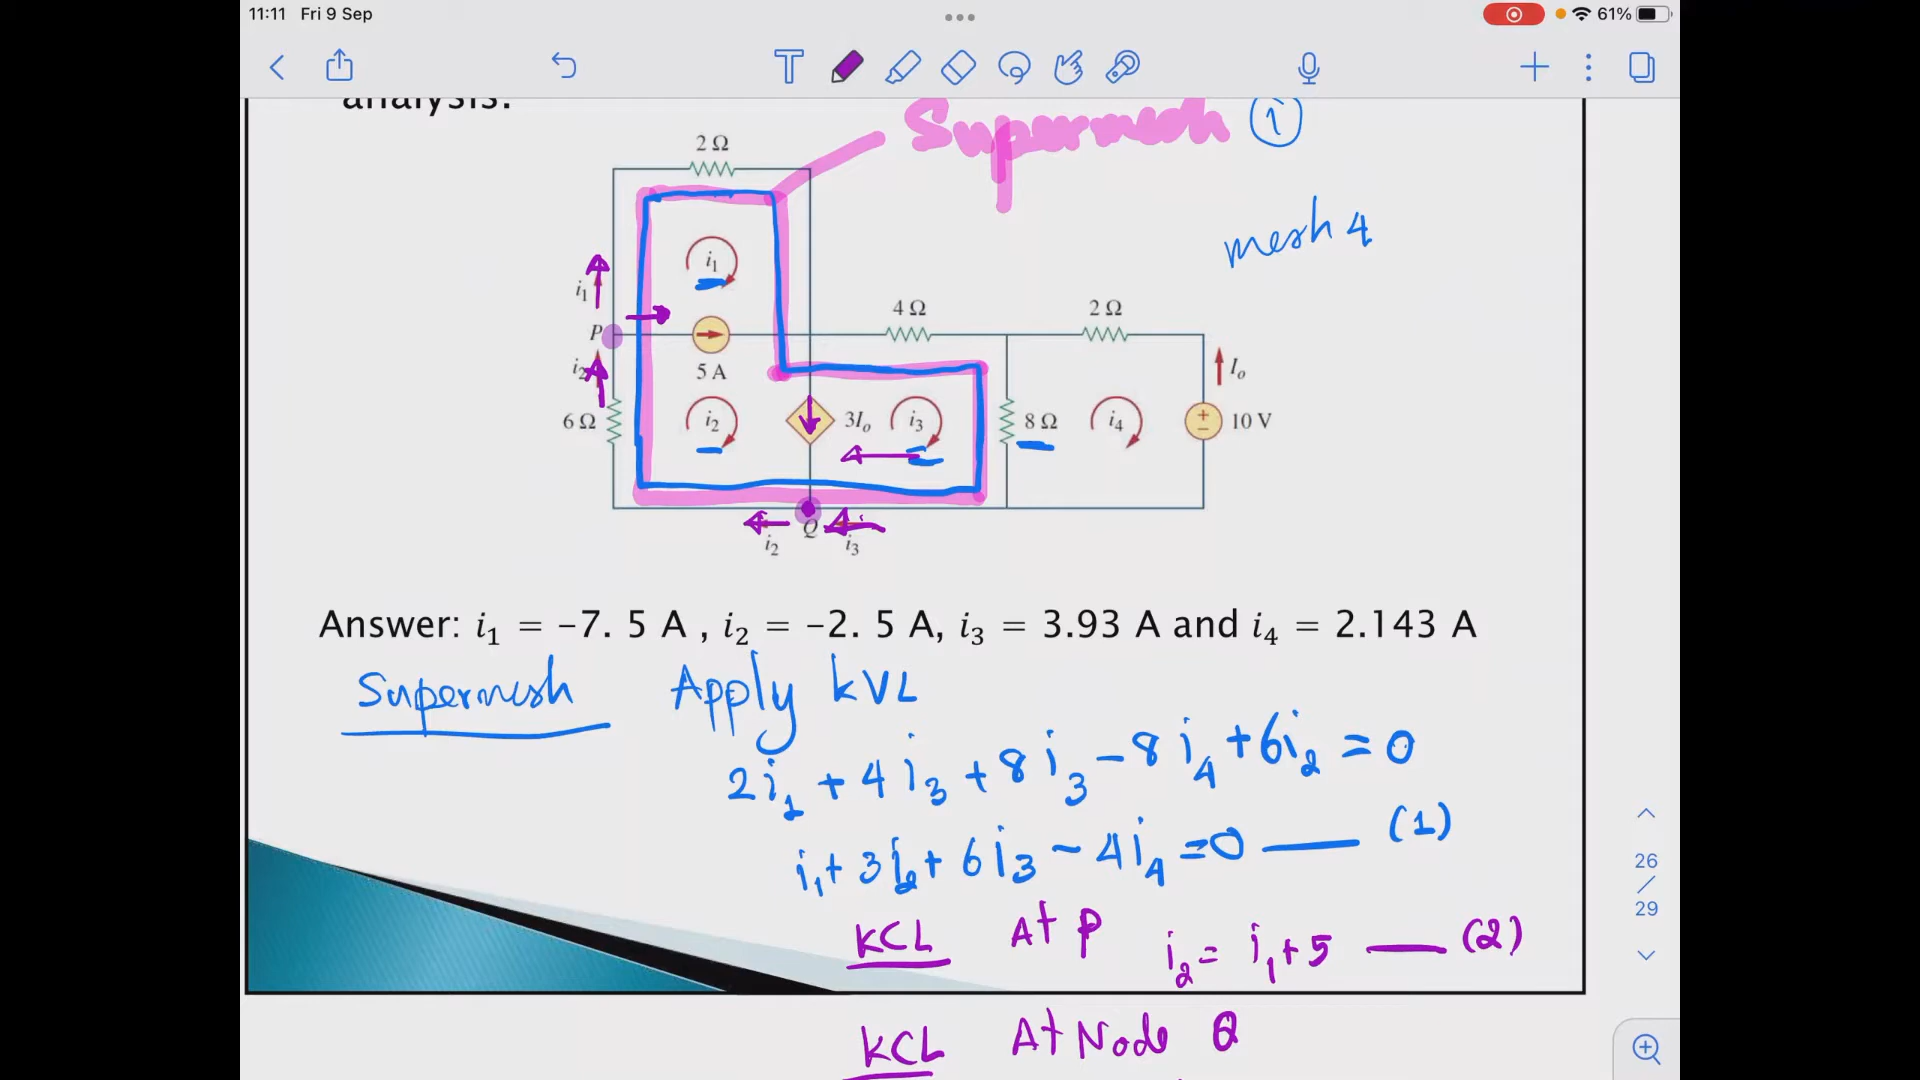 11:11 Fri 9 Sep
61%
analysis.
Supermesh 1
mesh 4
2 Ω
i1
i1
P
4 Ω
2 Ω
5 A
i2
Io
6 Ω
i2
3Io
i3
8 Ω
i4
10 V
Q
i2
i3
Answer: i1 = −7. 5 A , i2 = −2. 5 A, i3 = 3.93 A and i4 = 2.143 A
Supermesh Apply KVL
2i1 + 4i3 + 8i3 − 8i4 + 6i2 = 0
i1 + 3i2 + 6i3 − 4i4 = 0 —— (1)
KCL At P i2 = i1 + 5 —— (2)
KCL At Node Q
26
/
29